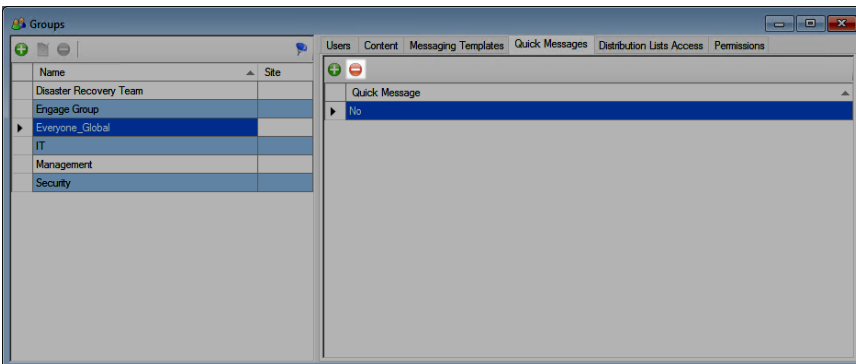 Groups
Users Content Messaging Templates Quick Messages Distribution Lists Access Permissions
Name Site
Disaster Recovery Team
Engage Group
Everyone_Global
IT
Management
Security
Quick Message
No